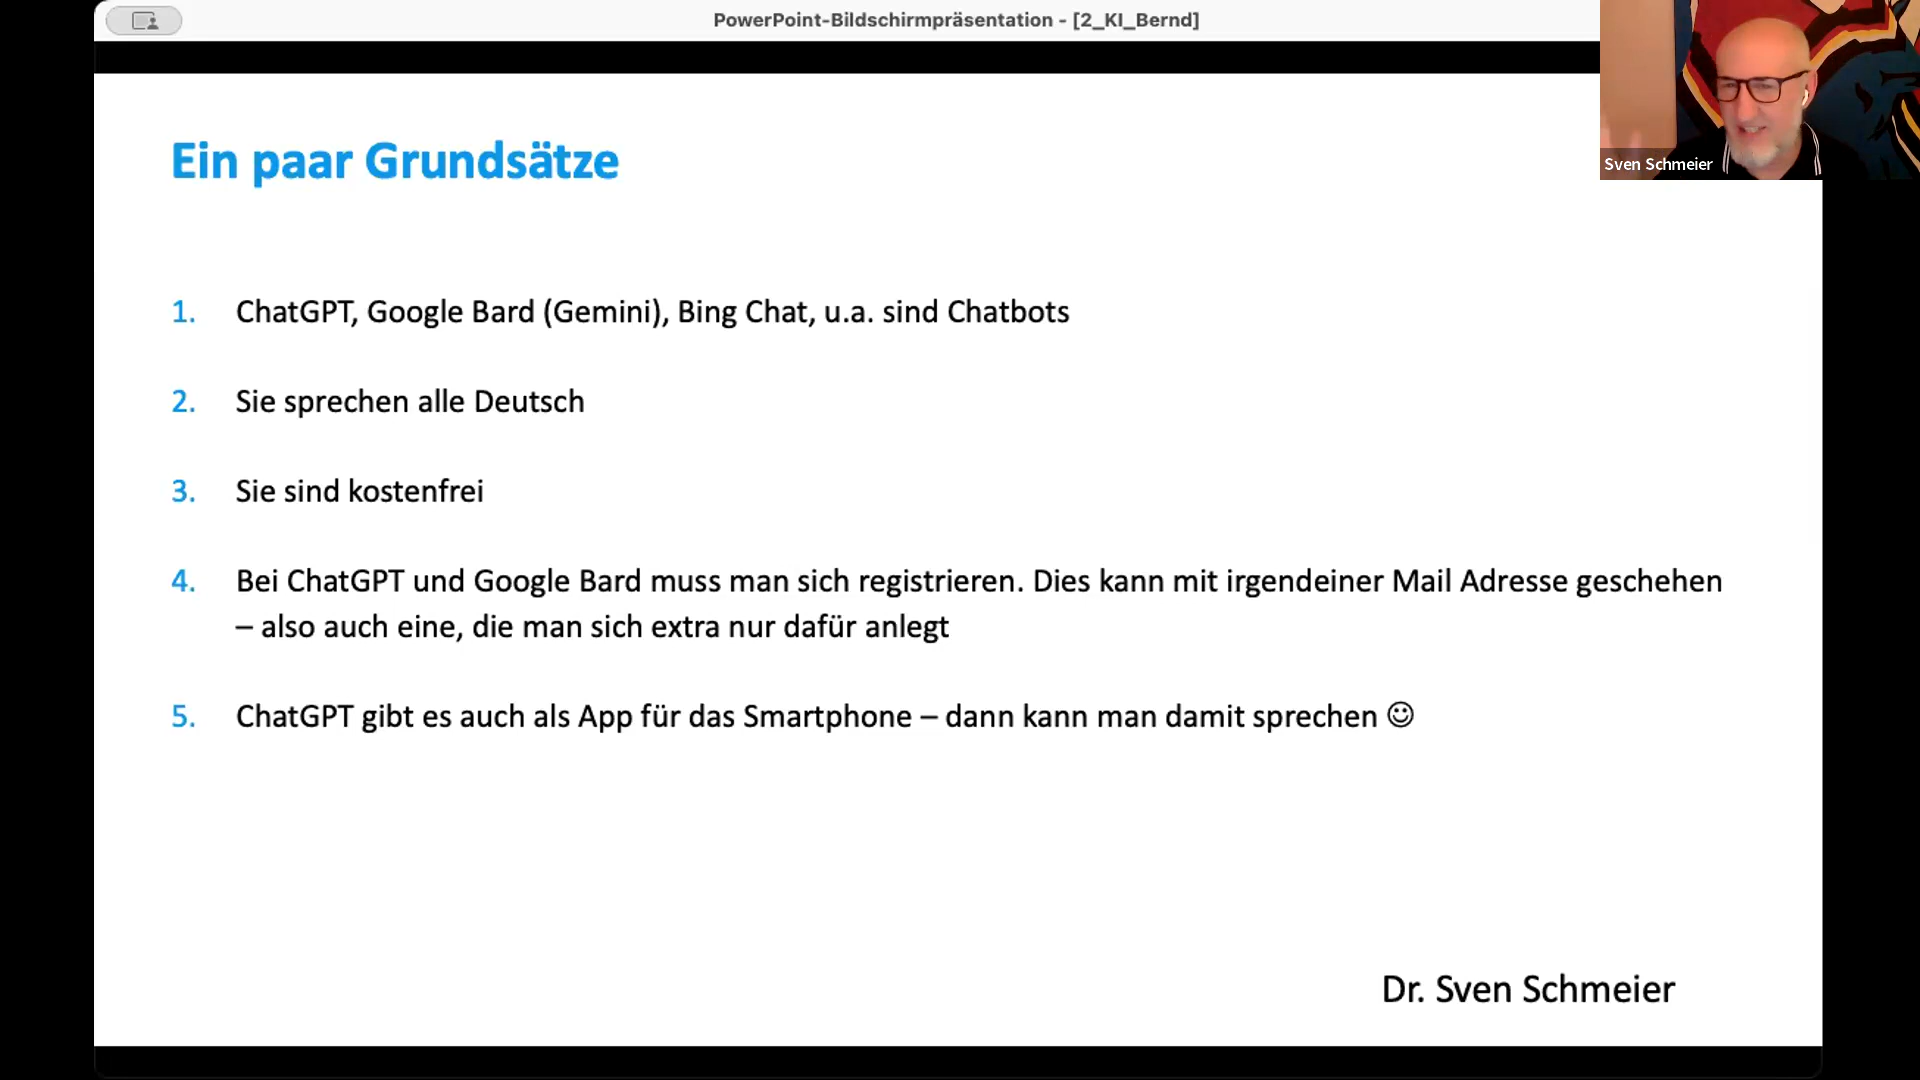 PowerPoint-Bildschirmpräsentation - [2_KI_Bernd]
Sven Schmeier
Ein paar Grundsätze
1. ChatGPT, Google Bard (Gemini), Bing Chat, u.a. sind Chatbots
2. Sie sprechen alle Deutsch
3. Sie sind kostenfrei
4. Bei ChatGPT und Google Bard muss man sich registrieren. Dies kann mit irgendeiner Mail Adresse geschehen
– also auch eine, die man sich extra nur dafür anlegt
5. ChatGPT gibt es auch als App für das Smartphone – dann kann man damit sprechen ☺
Dr. Sven Schmeier